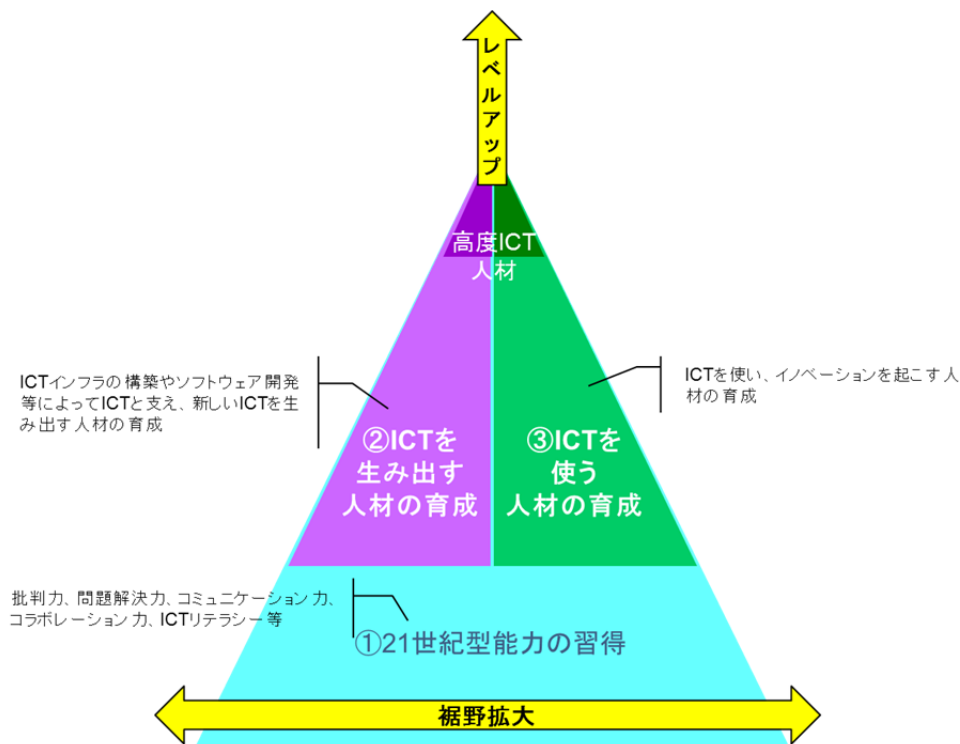 レベルアップ
高度ICT
人材
ICTインフラの構築やソフトウェア開発
等によってICTと支え、新しいICTを生
み出す人材の育成
ICTを使い、イノベーションを起こす人
材の育成
②ICTを
生み出す
人材の育成
③ICTを
使う
人材の育成
批判力、問題解決力、コミュニケーション力、
コラボレーション力、ICTリテラシー等
①21世紀型能力の習得
裾野拡大